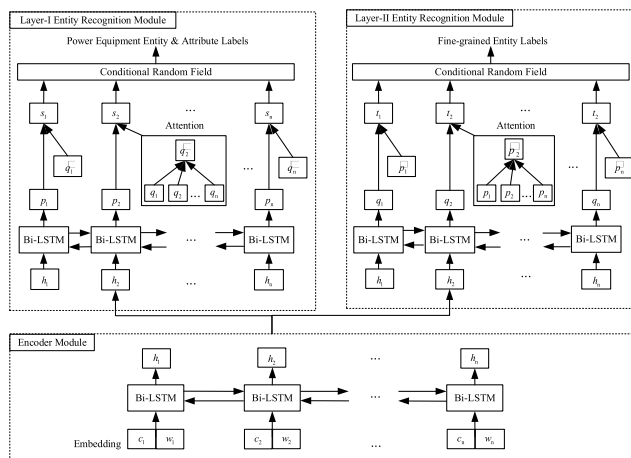 Layer-I Entity Recognition Module
Power Equipment Entity & Attribute Labels
Conditional Random Field
s₁ s₂ ... sₙ
Attention
q₂
q₁ qₙ
q₁ q₂ ... qₙ ...
p₁ p₂ pₙ
Bi-LSTM Bi-LSTM ... Bi-LSTM
h₁ h₂ ... hₙ
Layer-II Entity Recognition Module
Fine-grained Entity Labels
Conditional Random Field
t₁ t₂ ... t₂
Attention
p₂
p₁ pₙ
p₁ p₂ ... pₙ ...
q₁ q₂ qₙ
Bi-LSTM Bi-LSTM ... Bi-LSTM
h₁ h₂ ... hₙ
Encoder Module
h₁ h₂ ... hₙ
Bi-LSTM Bi-LSTM ... Bi-LSTM
Embedding c₁ w₁ c₂ w₂ ... cₙ wₙ